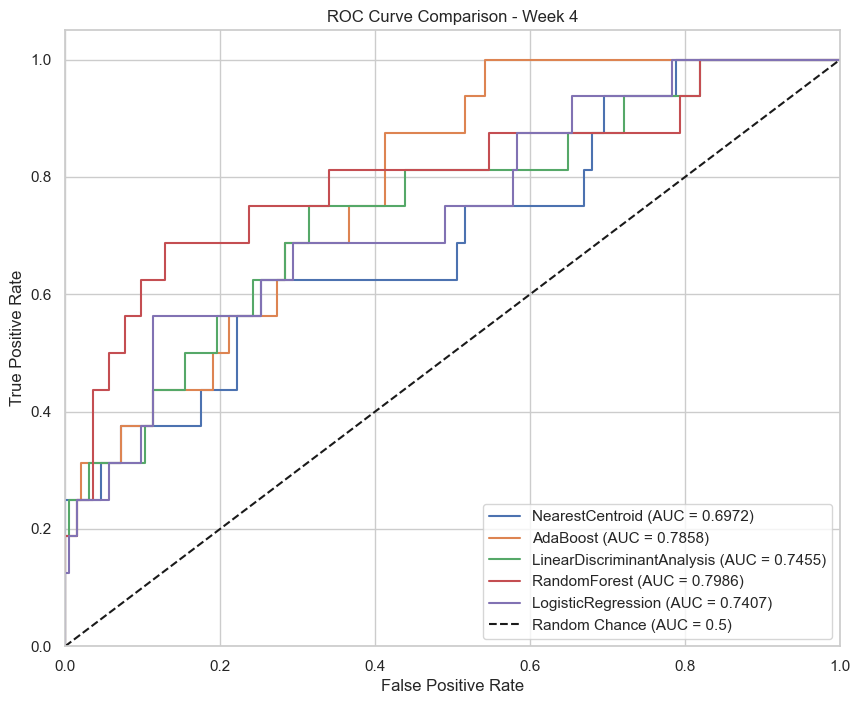 ROC Curve Comparison - Week 4
True Positive Rate
1.0
0.8
0.6
0.4
0.2
0.0
NearestCentroid (AUC = 0.6972)
AdaBoost (AUC = 0.7858)
LinearDiscriminantAnalysis (AUC = 0.7455)
RandomForest (AUC = 0.7986)
LogisticRegression (AUC = 0.7407)
Random Chance (AUC = 0.5)
0.0 0.2 0.4 0.6 0.8 1.0
False Positive Rate